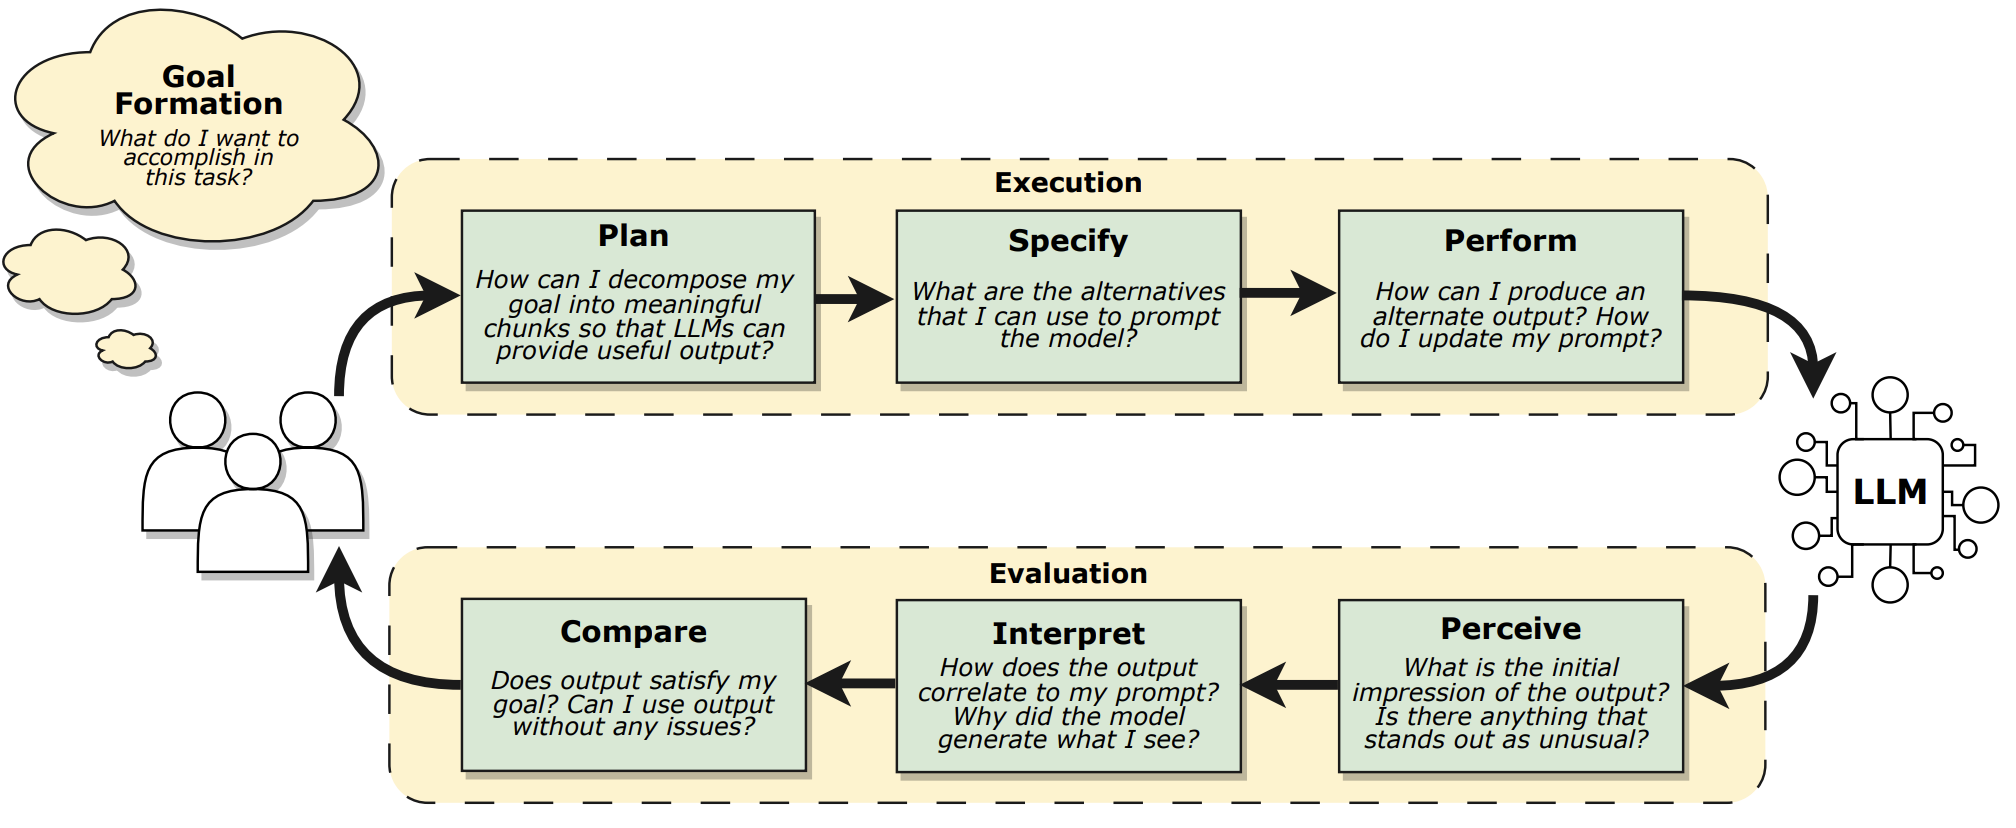 Goal
Formation
What do I want to
accomplish in
this task?
Execution
Plan
How can I decompose my
goal into meaningful
chunks so that LLMs can
provide useful output?
Specify
What are the alternatives
that I can use to prompt
the model?
Perform
How can I produce an
alternate output? How
do I update my prompt?
LLM
Evaluation
Perceive
What is the initial
impression of the output?
Is there anything that
stands out as unusual?
Interpret
How does the output
correlate to my prompt?
Why did the model
generate what I see?
Compare
Does output satisfy my
goal? Can I use output
without any issues?